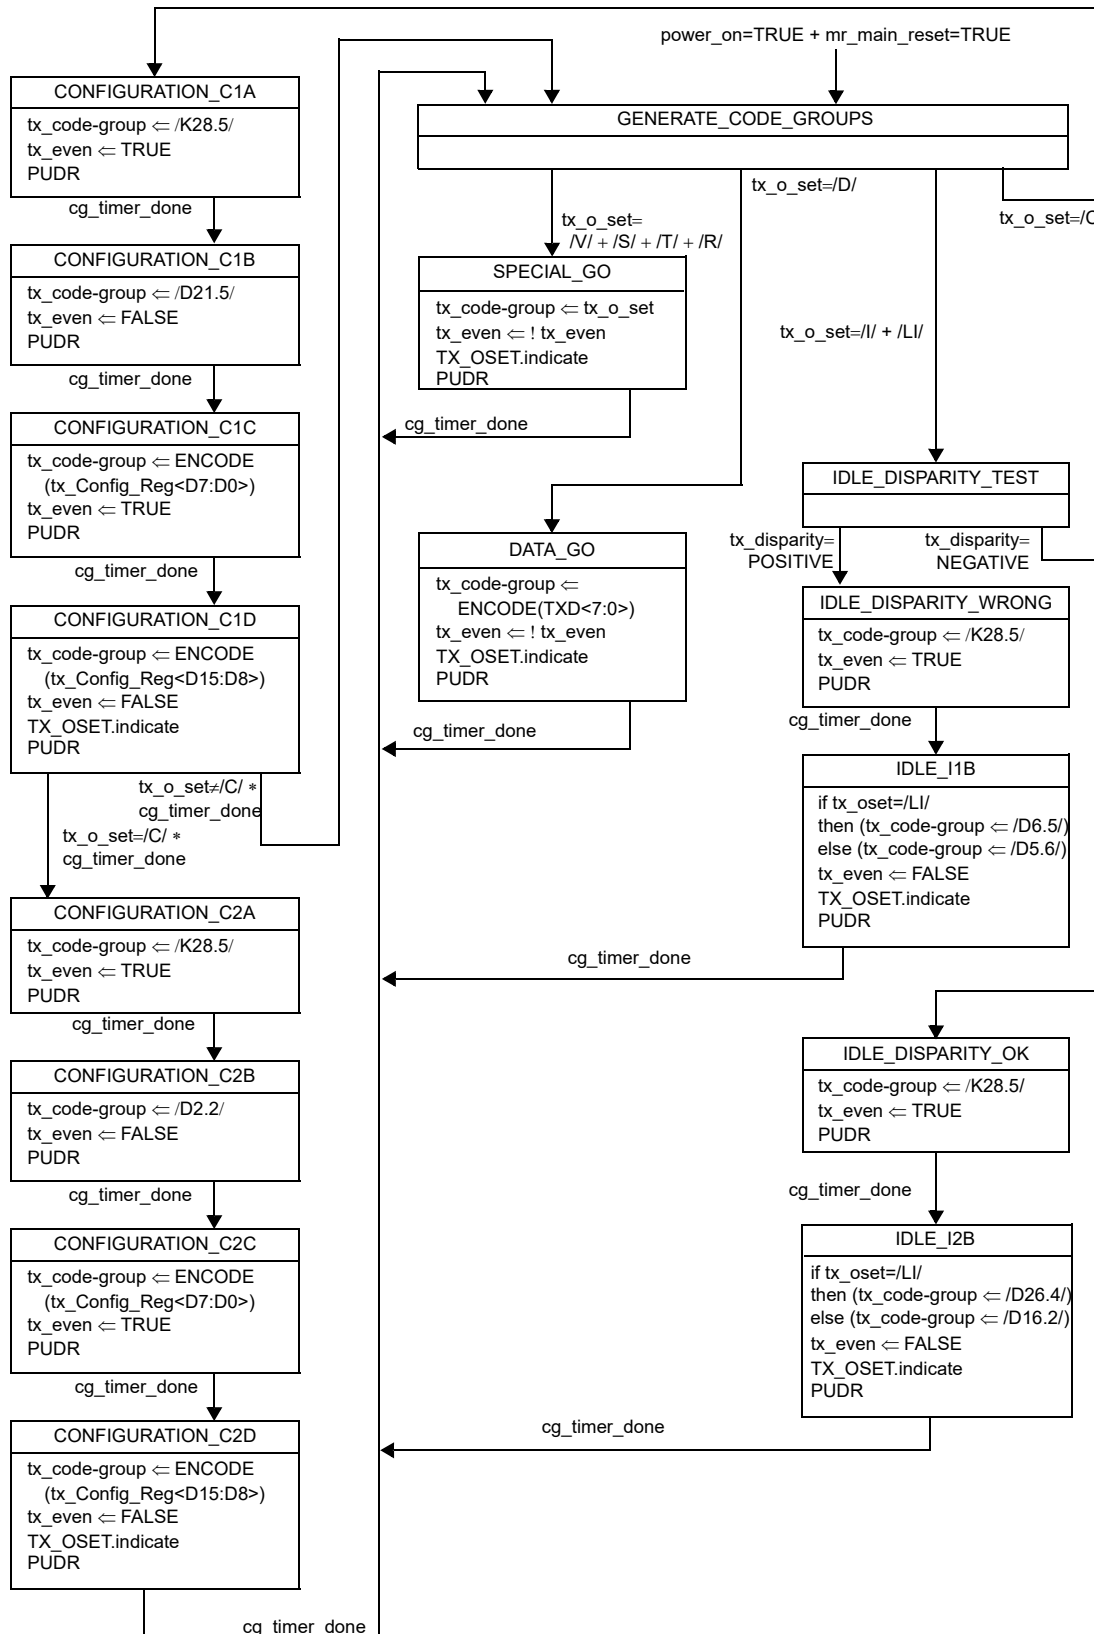 power_on=TRUE + mr_main_reset=TRUE
CONFIGURATION_C1A
tx_code-group ⇐ /K28.5/
tx_even ⇐ TRUE
PUDR
cg_timer_done
CONFIGURATION_C1B
tx_code-group ⇐ /D21.5/
tx_even ⇐ FALSE
PUDR
cg_timer_done
CONFIGURATION_C1C
tx_code-group ⇐ ENCODE
(tx_Config_Reg<D7:D0>)
tx_even ⇐ TRUE
PUDR
cg_timer_done
CONFIGURATION_C1D
tx_code-group ⇐ ENCODE
(tx_Config_Reg<D15:D8>)
tx_even ⇐ FALSE
TX_OSET.indicate
PUDR
tx_o_set≠/C/ ∗
cg_timer_done
tx_o_set=/C/ ∗
cg_timer_done
CONFIGURATION_C2A
tx_code-group ⇐ /K28.5/
tx_even ⇐ TRUE
PUDR
cg_timer_done
CONFIGURATION_C2B
tx_code-group ⇐ /D2.2/
tx_even ⇐ FALSE
PUDR
cg_timer_done
CONFIGURATION_C2C
tx_code-group ⇐ ENCODE
(tx_Config_Reg<D7:D0>)
tx_even ⇐ TRUE
PUDR
cg_timer_done
CONFIGURATION_C2D
tx_code-group ⇐ ENCODE
(tx_Config_Reg<D15:D8>)
tx_even ⇐ FALSE
TX_OSET.indicate
PUDR
cg_timer_done
GENERATE_CODE_GROUPS
tx_o_set=
/V/ + /S/ + /T/ + /R/
SPECIAL_GO
tx_code-group ⇐ tx_o_set
tx_even ⇐ ! tx_even
TX_OSET.indicate
PUDR
cg_timer_done
tx_o_set=/D/
DATA_GO
tx_code-group ⇐
ENCODE(TXD<7:0>)
tx_even ⇐ ! tx_even
TX_OSET.indicate
PUDR
cg_timer_done
tx_o_set=/C
tx_o_set=/I/ + /LI/
IDLE_DISPARITY_TEST
tx_disparity=
POSITIVE
tx_disparity=
NEGATIVE
IDLE_DISPARITY_WRONG
tx_code-group ⇐ /K28.5/
tx_even ⇐ TRUE
PUDR
cg_timer_done
IDLE_I1B
if tx_oset=/LI/
then (tx_code-group ⇐ /D6.5/)
else (tx_code-group ⇐ /D5.6/)
tx_even ⇐ FALSE
TX_OSET.indicate
PUDR
cg_timer_done
IDLE_DISPARITY_OK
tx_code-group ⇐ /K28.5/
tx_even ⇐ TRUE
PUDR
cg_timer_done
IDLE_I2B
if tx_oset=/LI/
then (tx_code-group ⇐ /D26.4/)
else (tx_code-group ⇐ /D16.2/)
tx_even ⇐ FALSE
TX_OSET.indicate
PUDR
cg_timer_done